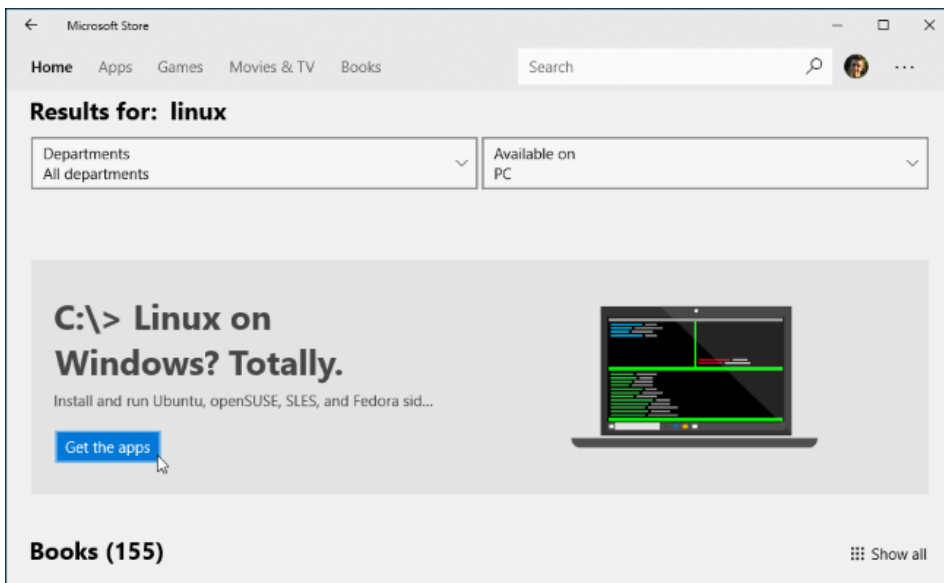 Microsoft Store
Home Apps Games Movies & TV Books Search
Results for: linux
Departments
All departments
Available on
PC
C:\> Linux on
Windows? Totally.
Install and run Ubuntu, openSUSE, SLES, and Fedora sid...
Get the apps
Books (155) Show all